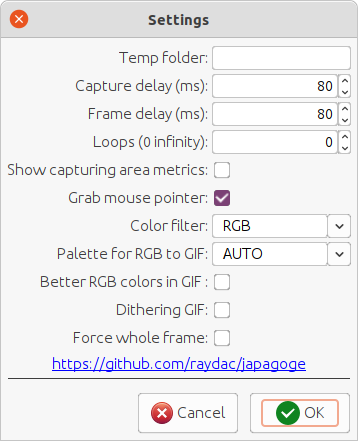 Settings
Temp folder:
Capture delay (ms): 80
Frame delay (ms): 80
Loops (0 infinity): 0
Show capturing area metrics:
Grab mouse pointer:
Color filter: RGB
Palette for RGB to GIF: AUTO
Better RGB colors in GIF :
Dithering GIF:
Force whole frame:
https://github.com/raydac/japagoge
Cancel OK